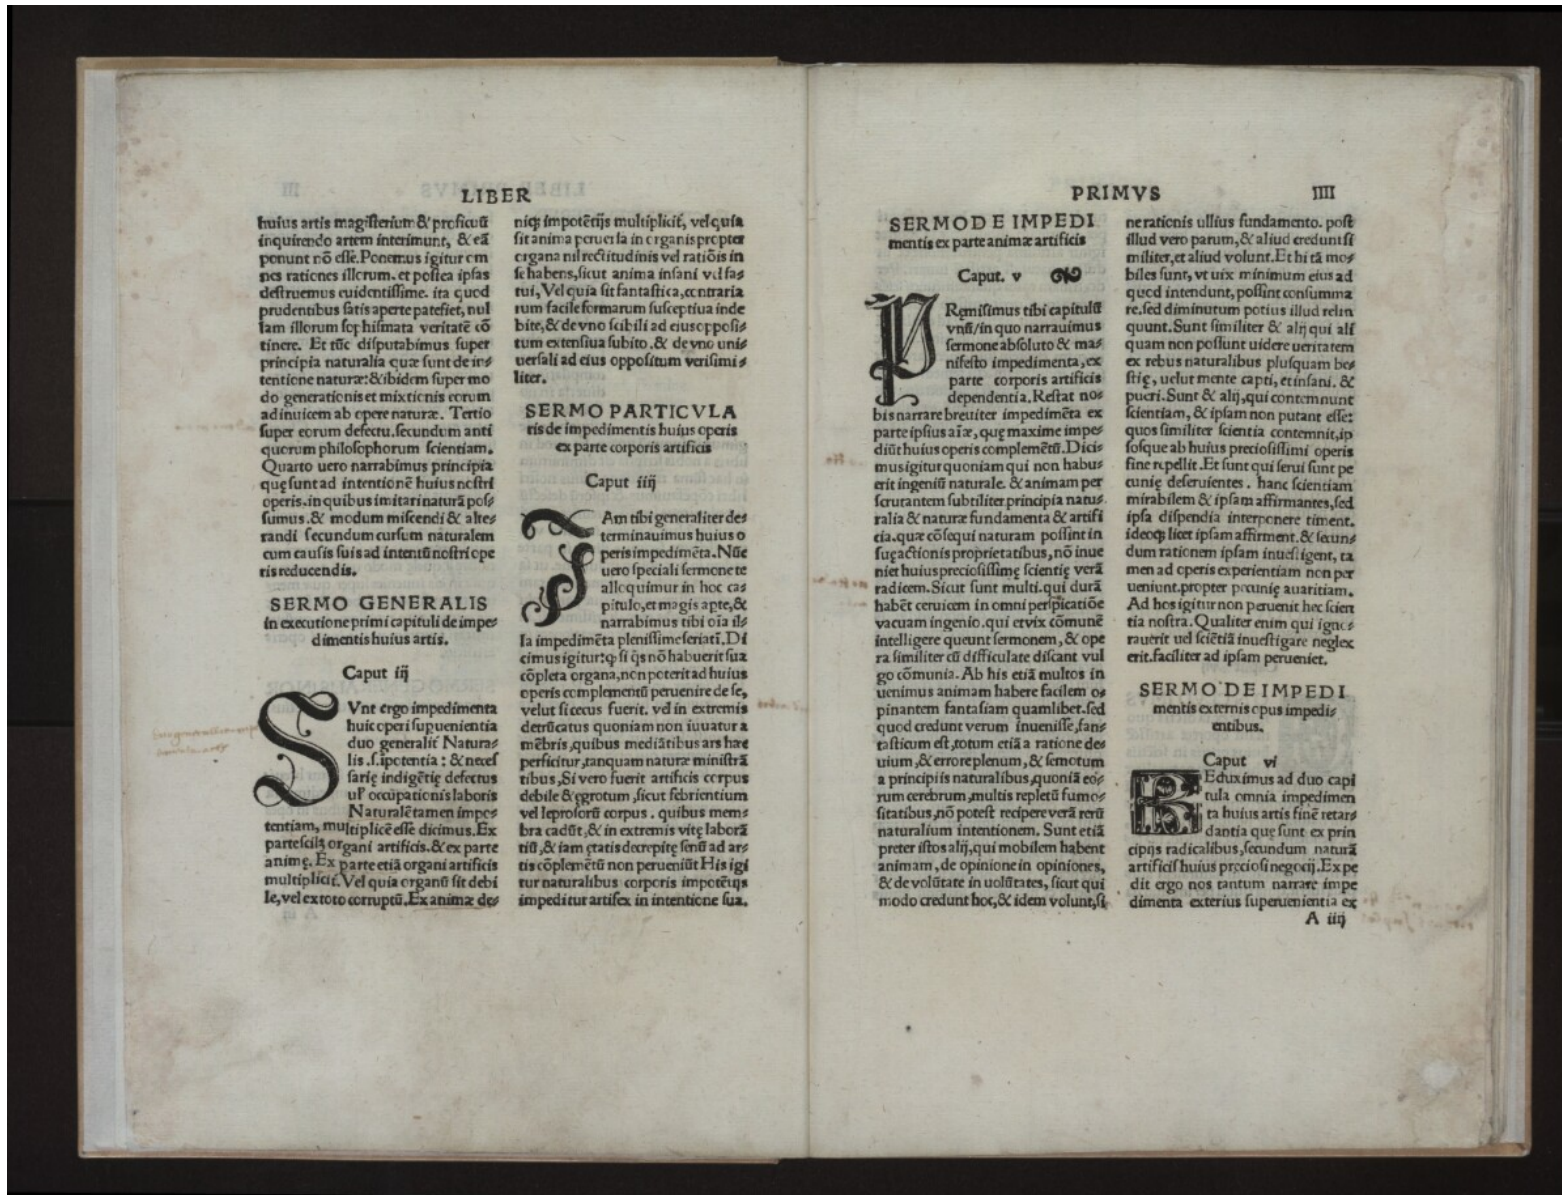 LIBER
huius artis magisterium & proficuū
inquirendo artem interimunt, & eā
ponunt nō esse. Ponemus igitur om
nes rationes illorum. et postea ipsas
destruemus euidentissime. ita quod
prudentibus satis aperte patefiet, nul
lam illorum sophismata veritatē cō
tinere. Et tūc disputabimus super
principia naturalia quæ sunt de in⸗
tentione naturæ: & ibidem super mo
do generationis et mixtionis eorum
adinuicem ab opere naturæ. Tertio
super eorum defectu. secundum anti
quorum philosophorum scientiam.
Quarto uero narrabimus principia
quę sunt ad intentionē huius nostri
operis. in quibus imitari naturā pos⸗
sumus. & modum miscendi & alte⸗
randi secundum cursum naturalem
cum causis suis ad intentū nostri ope
ris reducendis.
SERMO GENERALIS
in executione primi capituli de impe⸗
dimentis huius artis.
Caput iij
SVnt ergo impedimenta
huic operi supuenientia
duo generalit̄ Natura⸗
lis .s. ipotentia : & neces
sarię indigētię defectus
ul' occupationis laboris
Naturalē tamen impo⸗
tentiam, multiplicē esse dicimus. Ex
parte scilȝ organi artificis. & ex parte
animę. Ex parte etiā organi artificis
multiplicit̄. Vel quia organū sit debi
le, vel ex toto corruptū. Ex animæ de⸗
niqȝ impotētijs multiplicit̄, vel quia
sit anima peruersa in organis propter
organa nil rectitudinis vel ratiōis in
se habens, sicut anima insani vel fa⸗
tui, Vel quia sit fantastica, contraria
rum facile formarum susceptiua inde
bite, & de vno scibili ad eius opposi⸗
tum extensiua subito. & de vno uni⸗
uersali ad eius oppositum verisimi⸗
liter.
SERMO PARTICVLA
ris de impedimentis huius operis
ex parte corporis artificis
Caput iiij
IAm tibi generaliter de⸗
terminauimus huius o
peris impedimēta. Nūc
uero speciali sermone te
alloquimur in hoc ca⸗
pitulo, et magis apte, &
narrabimus tibi oīa il⸗
la impedimēta plenissime seriatī. Di
cimus igitur: ꝙ si q̇s nō habuerit sua
cōpleta organa, non poterit ad huius
operis complementū peruenire de se,
velut si cecus fuerit. vel in extremis
detrūcatus quoniam non iuuatur a
mēbris, quibus mediātibus ars hæc
perficitur, tanquam naturæ ministrā
tibus, Si vero fuerit artificis corpus
debile & ęgrotum, sicut febrientium
vel leprosorū corpus . quibus mem⸗
bra cadūt, & in extremis vitę laborā
tiū, & iam ętatis decrepitę senū ad ar⸗
tis cōplemētū non perueniūt His igi
tur naturalibus corporis impotētijs
impeditur artifex in intentione sua.
PRIMVS IIII
SERMO DE IMPEDI
mentis ex parte animæ artificis
Caput. v
PRęmisimus tibi capitulū
vnū/in quo narrauimus
sermone absoluto & ma⸗
nifesto impedimenta, ex
parte corporis artificis
dependentia. Restat no⸗
bis narrare breuiter impedimēta ex
parte ipsius aīæ, quę maxime impe⸗
diūt huius operis complemētū. Dici⸗
mus igitur quoniam qui non habu⸗
erit ingeniū naturale. & animam per
scrutantem subtiliter principia natu⸗
ralia & naturæ fundamenta & artifi
cia. quæ cōsequi naturam possint in
suę actionis proprietatibus, nō inue
niet huius preciosissimę scientię verā
radicem. Sicut sunt multi. qui durā
habēt ceruicem in omni perspicatiōe
vacuam ingenio. qui et vix cōmunē
intelligere queunt sermonem, & ope
ra similiter cū difficulate discant vul
go cōmunia. Ab his etiā multos in
uenimus animam habere facilem o⸗
pinantem fantasiam quamlibet. sed
quod credunt verum inuenisse, fan⸗
tasticum est, totum etiā a ratione de⸗
uium, & errore plenum, & semotum
a principiis naturalibus, quoniā eō⸗
rum cerebrum, multis repletū fumo⸗
sitatibus, nō potest recipere verā rerū
naturalium intentionem. Sunt etiā
preter istos alij, qui mobilem habent
animam, de opinione in opiniones,
& de volūtate in uolūtates, sicut qui
modo credunt hoc, & idem volunt, si
ne rationis ullius fundamento. post
illud vero parum, & aliud credunt si
militer, et aliud volunt. Et hi tā mo⸗
biles sunt, vt uix minimum eius ad
quod intendunt, possint consumma
re. sed diminutum potius illud relin
quunt. Sunt similiter & alij qui ali
quam non possunt uidere ueritatem
ex rebus naturalibus plusquam be⸗
stię, uelut mente capti, et insani. &
pueri. Sunt & alij, qui contemnunt
scientiam, & ipsam non putant esse:
quos similiter scientia contemnit, ip
sosque ab huius preciosissimi operis
fine repellit. Et sunt qui serui sunt pe
cunię deseruientes . hanc scientiam
mirabilem & ipsam affirmantes, sed
ipsa dispendia interponere timent.
ideoqȝ licet ipsam affirment. & secun⸗
dum rationem ipsam inuestigent, ta
men ad operis experientiam non per
ueniunt. propter pecunię auaritiam.
Ad hos igitur non peruenit hęc scien
tia nostra. Qualiter enim qui igno⸗
rauerit uel sciētiā inuestigare neglex
erit. faciliter ad ipsam perueniet.
SERMO DE IMPEDI
mentis externis opus impedi⸗
entibus.
Caput vi
REduximus ad duo capi
tula omnia impedimen
ta huius artis finē retar⸗
dantia quę sunt ex prin
cipijs radicalibus, secundum naturā
artificis huius preciosi negocij. Expe
dit ergo nos tantum narrare impe
dimenta exterius superuenientia ex
A iiij